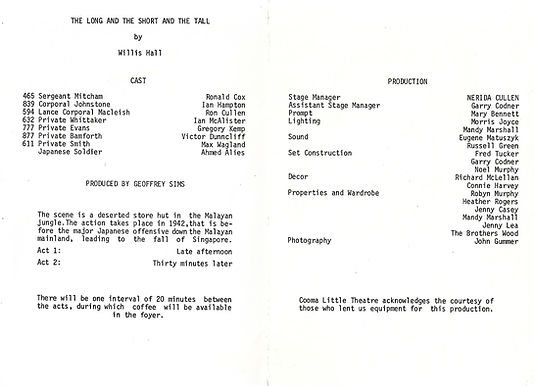 THE LONG AND THE SHORT AND THE TALL
by
Willis Hall
CAST
465 Sergeant Mitcham Ronald Cox
839 Corporal Johnstone Ian Hampton
594 Lance Corporal Macleish Ron Cullen
632 Private Whittaker Ian McAlister
777 Private Evans Gregory Kemp
877 Private Bamforth Victor Dunncliff
611 Private Smith Max Wagland
Japanese Soldier Ahmed Alies
PRODUCED BY GEOFFREY SIMS
The scene is a deserted store hut in the Malayan
jungle.The action takes place in 1942,that is be-
fore the major Japanese offensive down the Malayan
mainland, leading to the fall of Singapore.
Act 1: Late afternoon
Act 2: Thirty minutes later
There will be one interval of 20 minutes between
the acts, during which coffee will be available
in the foyer.
PRODUCTION
Stage Manager NERIDA CULLEN
Assistant Stage Manager Garry Codner
Prompt Mary Bennett
Lighting Morris Joyce
Mandy Marshall
Sound Eugene Matuszyk
Russell Green
Set Construction Fred Tucker
Garry Codner
Noel Murphy
Decor Richard McLellan
Connie Harvey
Properties and Wardrobe Robyn Murphy
Heather Rogers
Jenny Casey
Mandy Marshall
Jenny Lea
The Brothers Wood
Photography John Gummer
Cooma Little Theatre acknowledges the courtesy of
those who lent us equipment for this production.